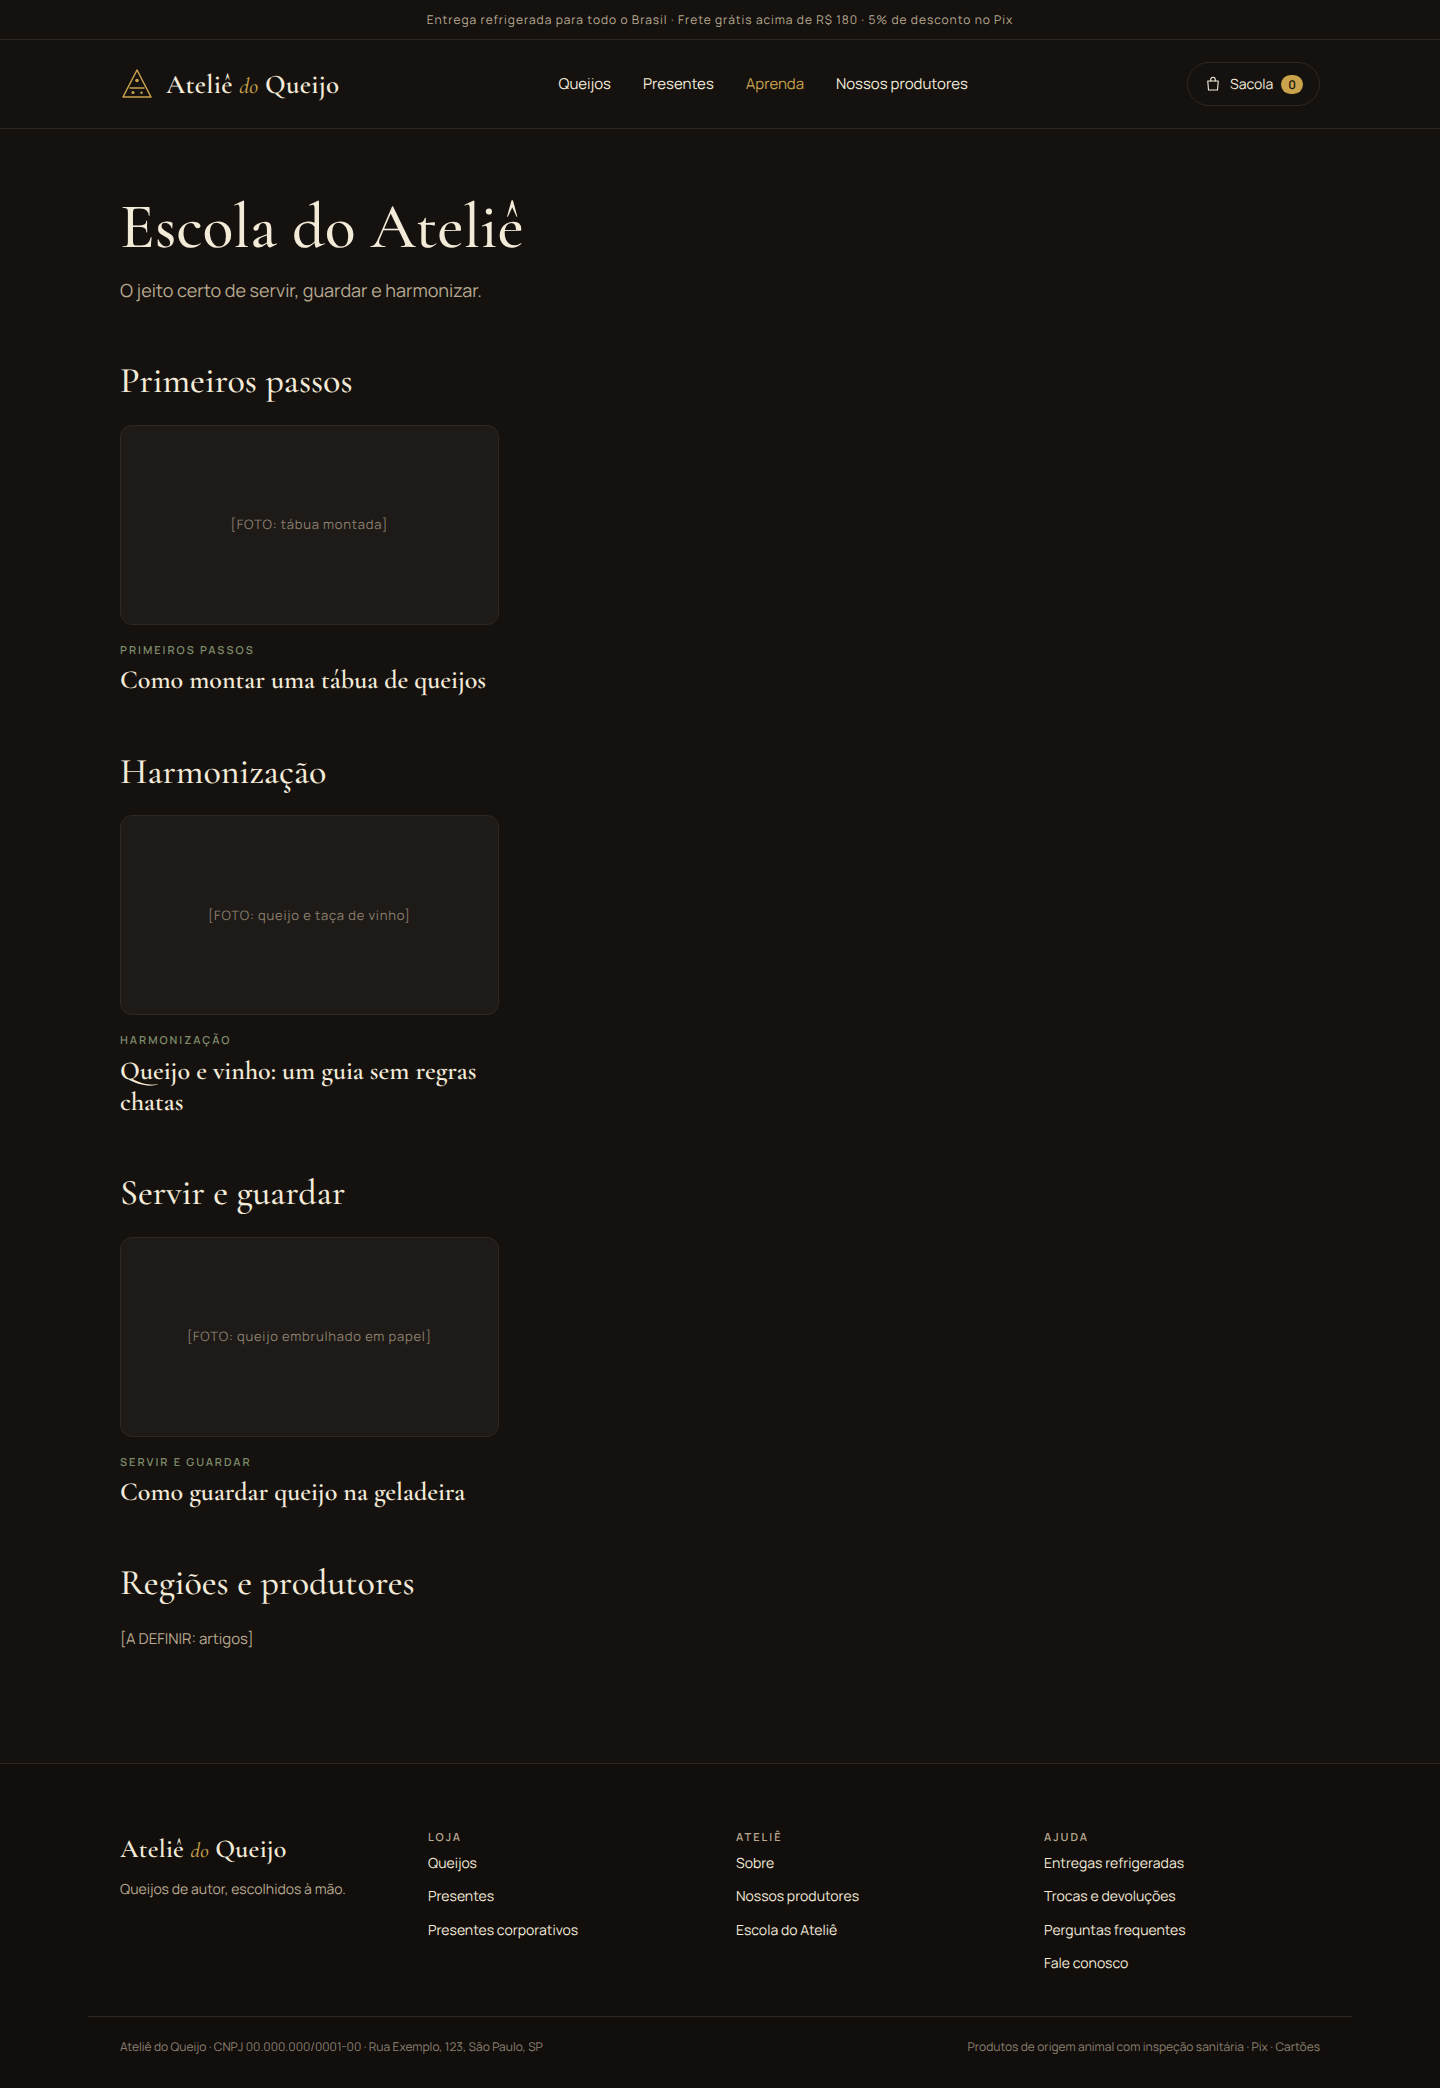 Entrega refrigerada para todo o Brasil · Frete grátis acima de R$ 180 · 5% de desconto no Pix
Ateliê do Queijo
Queijos
Presentes
Aprenda
Nossos produtores
Sacola 0
Escola do Ateliê
O jeito certo de servir, guardar e harmonizar.
Primeiros passos
[FOTO: tábua montada]
PRIMEIROS PASSOS
Como montar uma tábua de queijos
Harmonização
[FOTO: queijo e taça de vinho]
HARMONIZAÇÃO
Queijo e vinho: um guia sem regras
chatas
Servir e guardar
[FOTO: queijo embrulhado em papel]
SERVIR E GUARDAR
Como guardar queijo na geladeira
Regiões e produtores
[A DEFINIR: artigos]
Ateliê do Queijo
Queijos de autor, escolhidos à mão.
LOJA
Queijos
Presentes
Presentes corporativos
ATELIÊ
Sobre
Nossos produtores
Escola do Ateliê
AJUDA
Entregas refrigeradas
Trocas e devoluções
Perguntas frequentes
Fale conosco
Ateliê do Queijo · CNPJ 00.000.000/0001-00 · Rua Exemplo, 123, São Paulo, SP
Produtos de origem animal com inspeção sanitária · Pix · Cartões